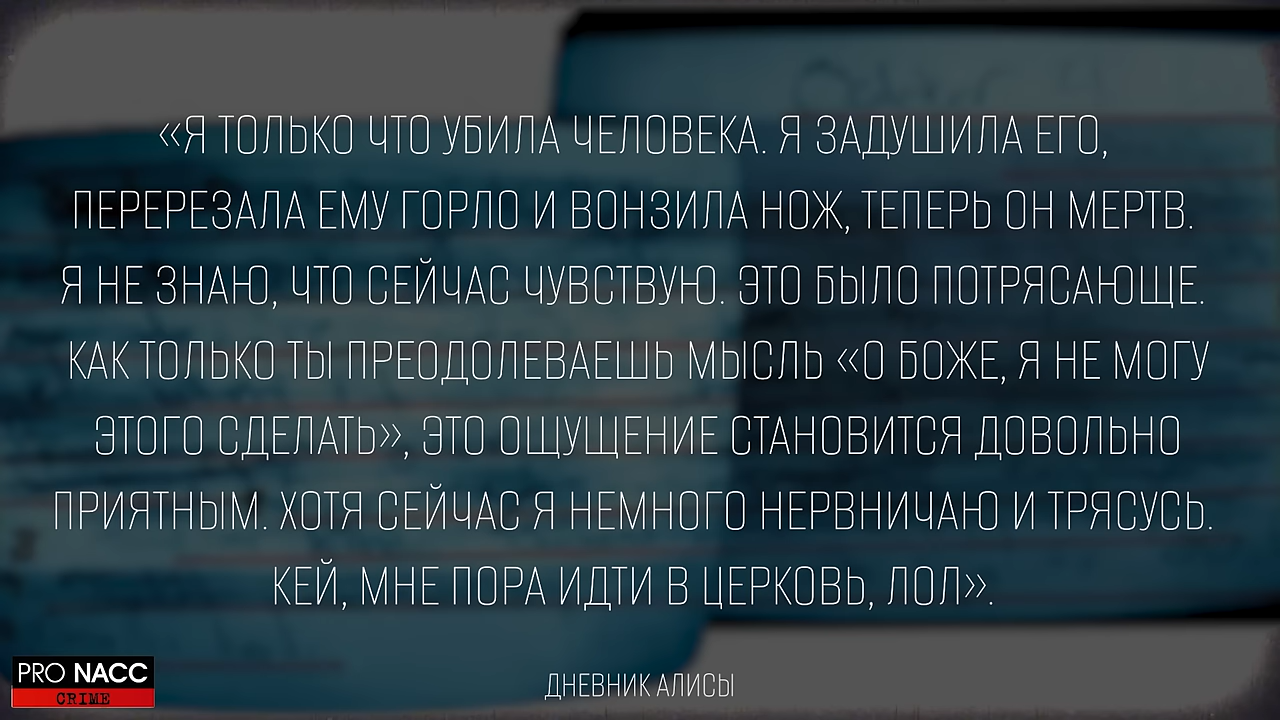 «Я ТОЛЬКО ЧТО УБИЛА ЧЕЛОВЕКА. Я ЗАДУШИЛА ЕГО,
ПЕРЕРЕЗАЛА ЕМУ ГОРЛО И ВОНЗИЛА НОЖ, ТЕПЕРЬ ОН МЕРТВ.
Я НЕ ЗНАЮ, ЧТО СЕЙЧАС ЧУВСТВУЮ. ЭТО БЫЛО ПОТРЯСАЮЩЕ.
КАК ТОЛЬКО ТЫ ПРЕОДОЛЕВАЕШЬ МЫСЛЬ «О БОЖЕ, Я НЕ МОГУ
ЭТОГО СДЕЛАТЬ», ЭТО ОЩУЩЕНИЕ СТАНОВИТСЯ ДОВОЛЬНО
ПРИЯТНЫМ. ХОТЯ СЕЙЧАС Я НЕМНОГО НЕРВНИЧАЮ И ТРЯСУСЬ.
КЕЙ, МНЕ ПОРА ИДТИ В ЦЕРКОВЬ, ЛОЛ».
ДНЕВНИК АЛИСЫ
PRO NACC
CRIME